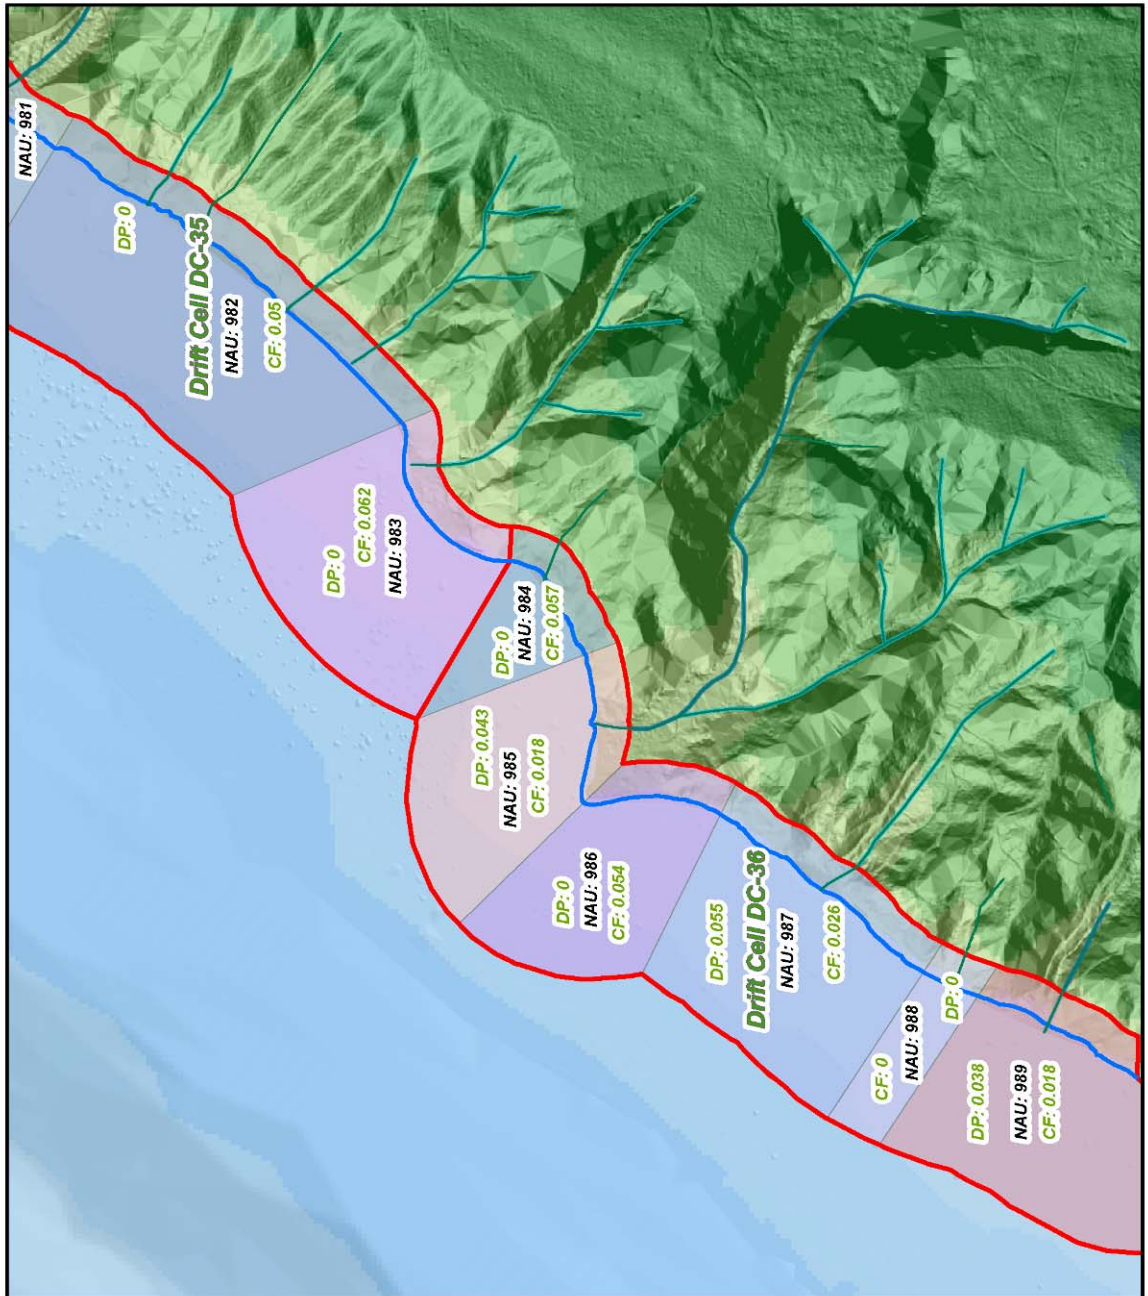 NAU: 981
DP: 0
Drift Cell DC-35
NAU: 982
CF: 0.05
DP: 0
CF: 0.062
NAU: 983
DP: 0
NAU: 984
CF: 0.057
DP: 0.043
NAU: 985
CF: 0.018
DP: 0
NAU: 986
CF: 0.054
DP: 0.055
Drift Cell DC-36
NAU: 987
CF: 0.026
CF: 0
NAU: 988
DP: 0
DP: 0.038
NAU: 989
CF: 0.018